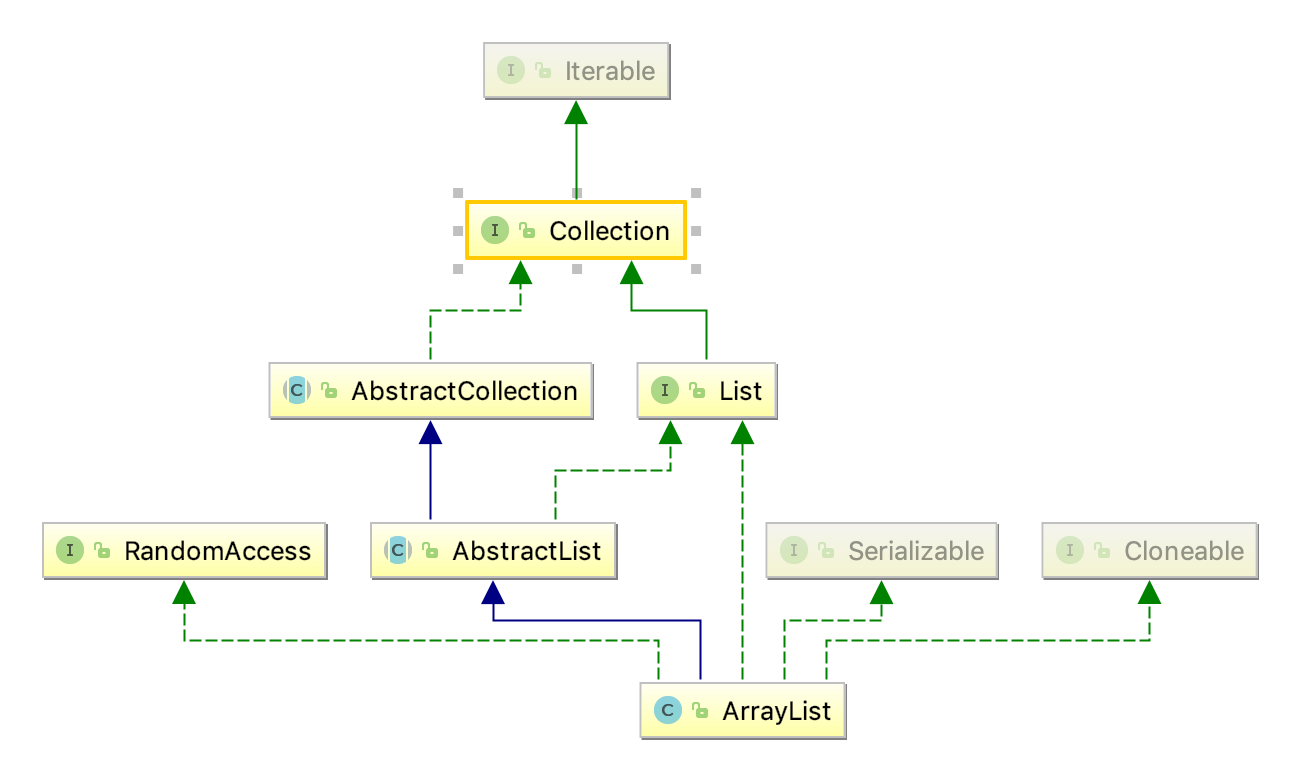 I Iterable
I Collection
C AbstractCollection
I List
I RandomAccess
C AbstractList
I Serializable
I Cloneable
C ArrayList